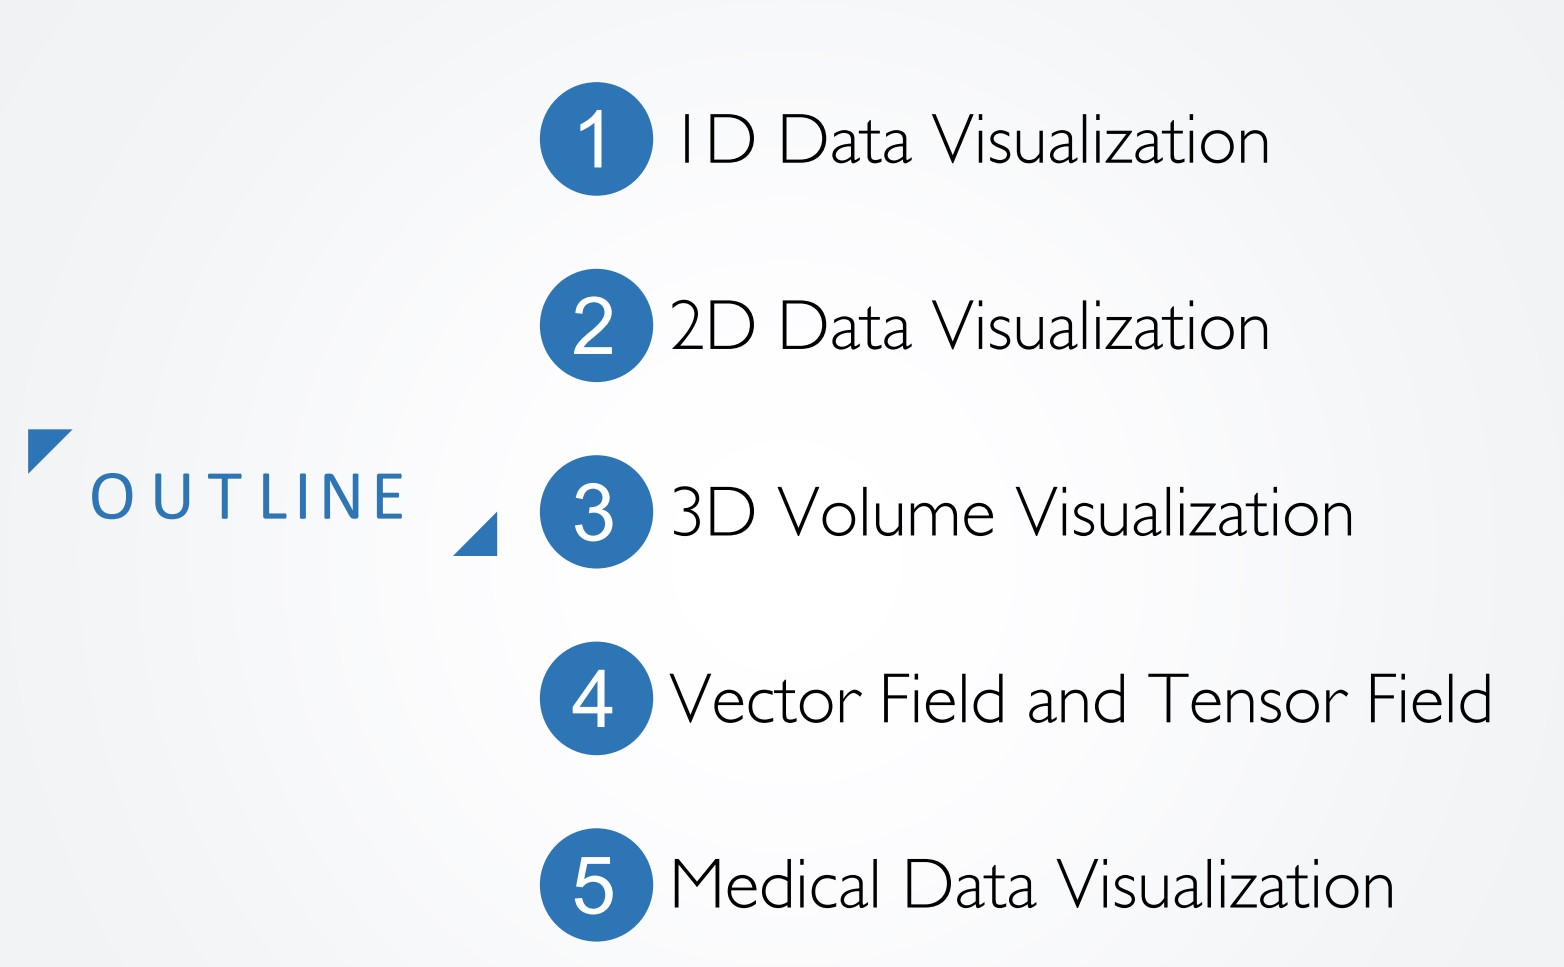 OUTLINE
1 1D Data Visualization
2 2D Data Visualization
3 3D Volume Visualization
4 Vector Field and Tensor Field
5 Medical Data Visualization